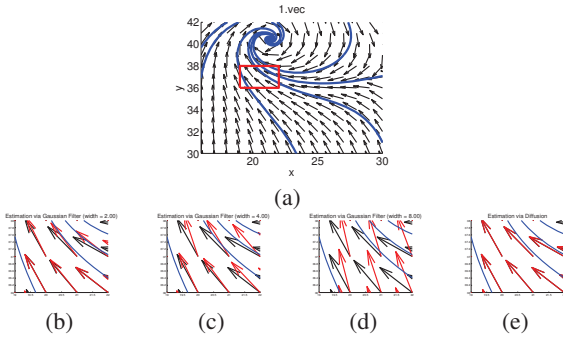 1.vec
42
40
38
36
34
32
30
y
20 25 30
x
(a)
Estimation via Gaussian Filter (width = 2.00)
Estimation via Gaussian Filter (width = 4.00)
Estimation via Gaussian Filter (width = 8.00)
Estimation via Diffusion
(b)
(c)
(d)
(e)